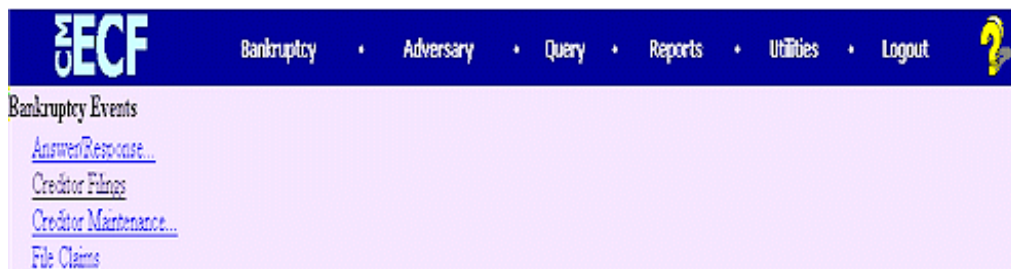 CM ECF Bankruptcy • Adversary • Query • Reports • Utilities • Logout ?
Bankruptcy Events
Answer/Response...
Creditor Filings
Creditor Maintenance...
File Claims